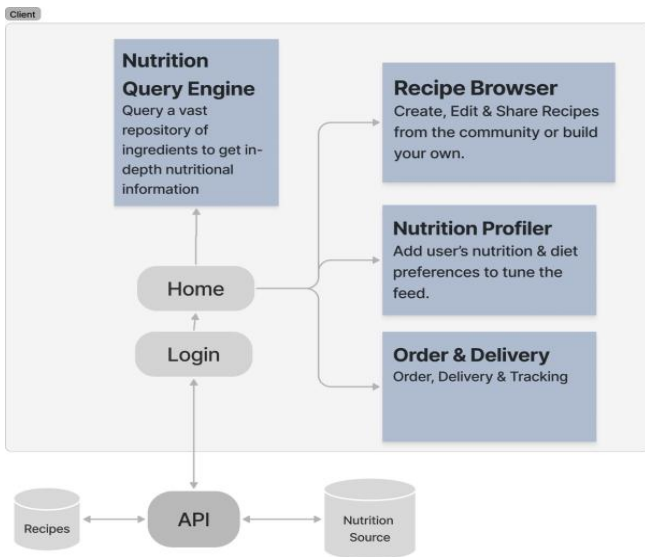 Client
Nutrition
Query Engine
Query a vast
repository of
ingredients to get in-
depth nutritional
information
Recipe Browser
Create, Edit & Share Recipes
from the community or build
your own.
Nutrition Profiler
Add user's nutrition & diet
preferences to tune the
feed.
Home
Login
Order & Delivery
Order, Delivery & Tracking
Recipes
API
Nutrition
Source